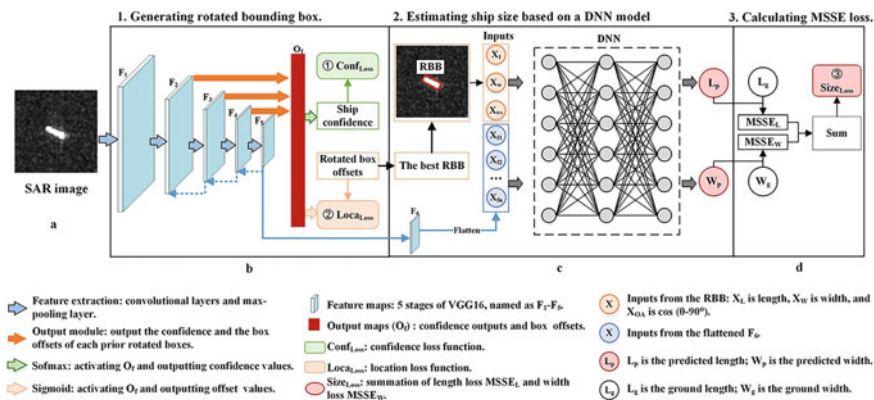 1. Generating rotated bounding box.
2. Estimating ship size based on a DNN model
3. Calculating MSSE loss.
F₁
F₂
F₃
F₄
F₅
Of
① ConfLoss
Ship
confidence
Rotated box
offsets
② LocaLoss
RBB
The best RBB
F₆
Flatten
Inputs
Xl
Xw
XOA
Xf1
Xf2
...
Xfn
DNN
Lp
Wp
Lg
Wg
MSSEL
MSSEW
Sum
③
SizeLoss
SAR image
a
b
c
d
Feature extraction: convolutional layers and max-
pooling layer.
Output module: output the confidence and the box
offsets of each prior rotated boxes.
Sofmax: activating Of and outputting confidence values.
Sigmoid: activating Of and outputting offset values.
Feature maps: 5 stages of VGG16, named as F₁-F₅.
Output maps (Of) : confidence outputs and box offsets.
ConfLoss: confidence loss function.
LocaLoss: location loss function.
SizeLoss: summation of length loss MSSEL and width
loss MSSEW.
X
Inputs from the RBB: XL is length, XW is width, and
XOA is cos (θ-90°).
X
Inputs from the flattened F₆.
Lp
Lp is the predicted length; Wp is the predicted width.
Lg
Lg is the ground length; Wg is the ground width.